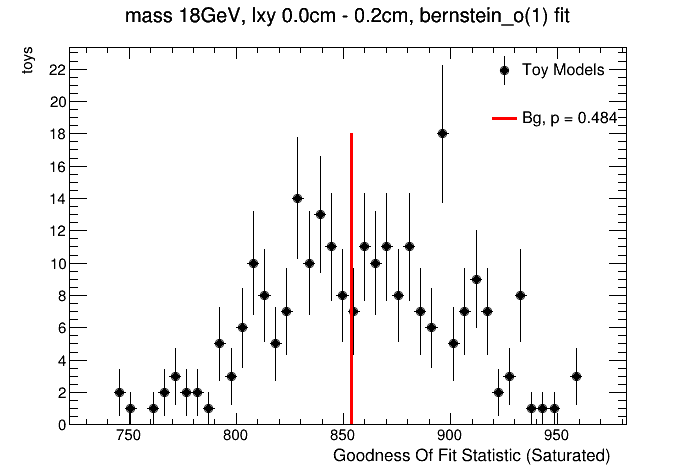 mass 18GeV, lxy 0.0cm - 0.2cm, bernstein_o(1) fit
toys
Toy Models
Bg, p = 0.484
22
20
18
16
14
12
10
8
6
4
2
0
750 800 850 900 950
Goodness Of Fit Statistic (Saturated)